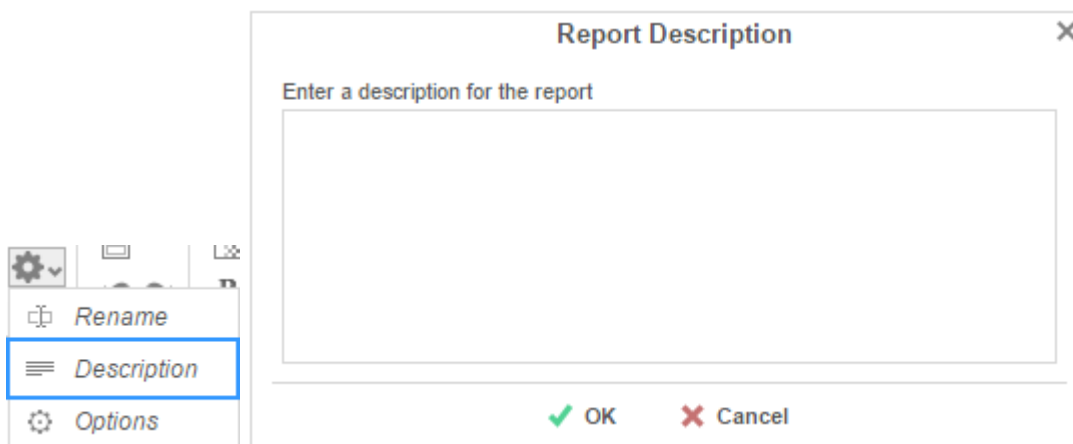 Report Description
Enter a description for the report
Rename
Description
Options
OK
Cancel